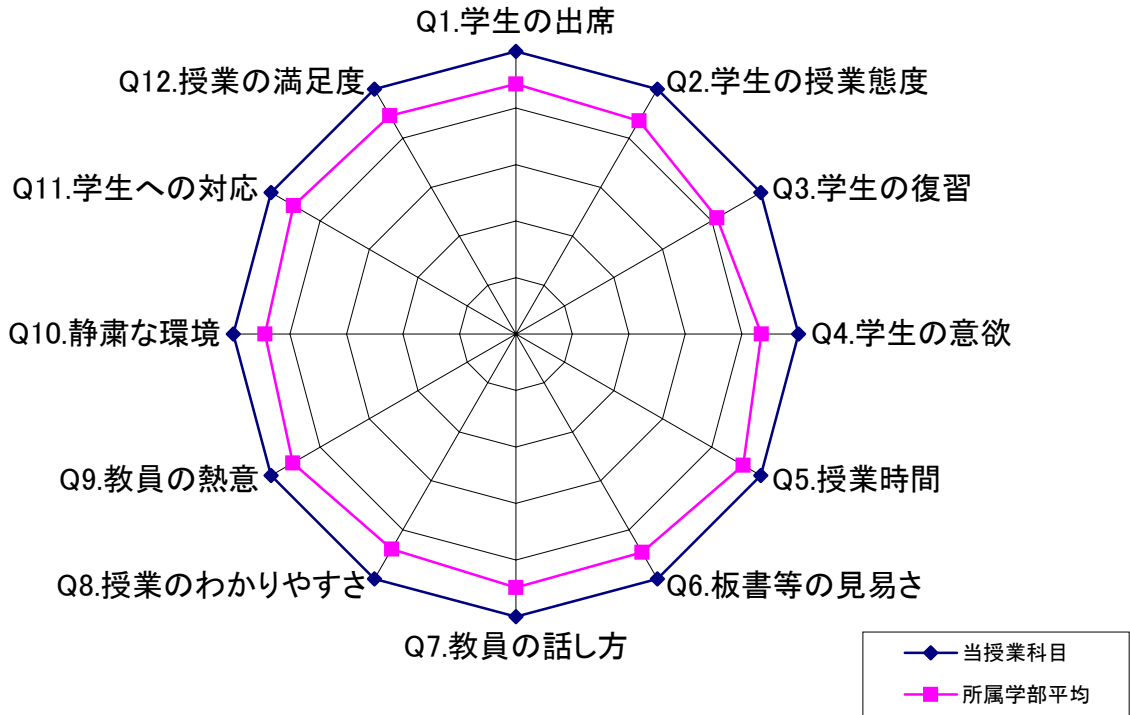 Q1.学生の出席
Q2.学生の授業態度
Q3.学生の復習
Q4.学生の意欲
Q5.授業時間
Q6.板書等の見易さ
Q7.教員の話し方
Q8.授業のわかりやすさ
Q9.教員の熱意
Q10.静粛な環境
Q11.学生への対応
Q12.授業の満足度
当授業科目
所属学部平均